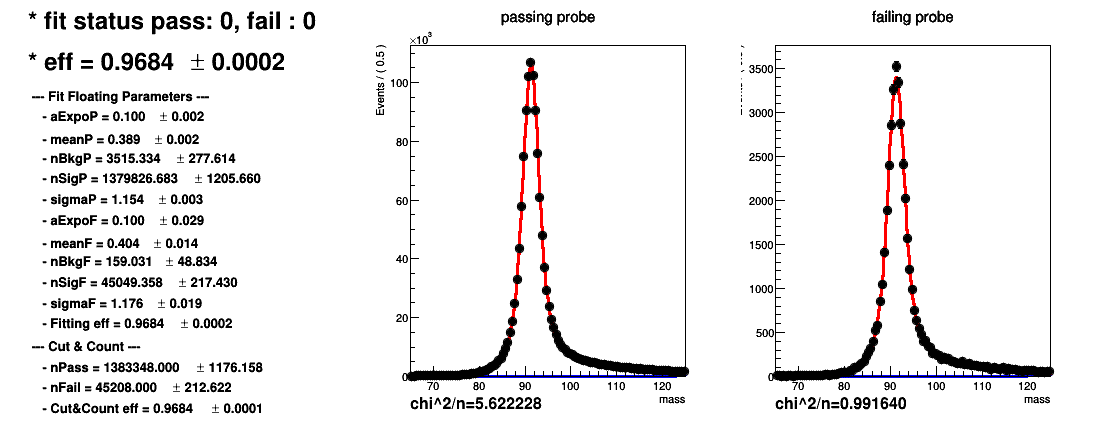 * fit status pass: 0, fail : 0
* eff = 0.9684 ± 0.0002
--- Fit Floating Parameters ---
- aExpoP = 0.100 ± 0.002
- meanP = 0.389 ± 0.002
- nBkgP = 3515.334 ± 277.614
- nSigP = 1379826.683 ± 1205.660
- sigmaP = 1.154 ± 0.003
- aExpoF = 0.100 ± 0.029
- meanF = 0.404 ± 0.014
- nBkgF = 159.031 ± 48.834
- nSigF = 45049.358 ± 217.430
- sigmaF = 1.176 ± 0.019
- Fitting eff = 0.9684 ± 0.0002
--- Cut & Count ---
- nPass = 1383348.000 ± 1176.158
- nFail = 45208.000 ± 212.622
- Cut&Count eff = 0.9684 ± 0.0001
passing probe
×10³
Events / ( 0.5 )
100
80
60
40
20
0
70 80 90 100 110 120
mass
chi^2/n=5.622228
failing probe
3500
3000
2500
2000
1500
1000
500
0
70 80 90 100 110 120
mass
chi^2/n=0.991640